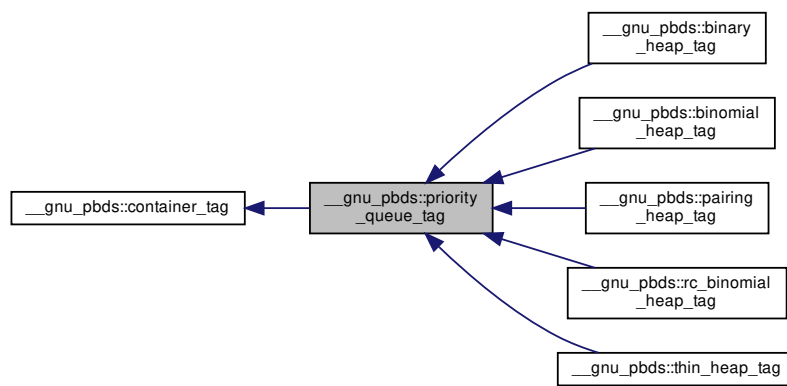 __gnu_pbds::container_tag
__gnu_pbds::priority
_queue_tag
__gnu_pbds::binary
_heap_tag
__gnu_pbds::binomial
_heap_tag
__gnu_pbds::pairing
_heap_tag
__gnu_pbds::rc_binomial
_heap_tag
__gnu_pbds::thin_heap_tag